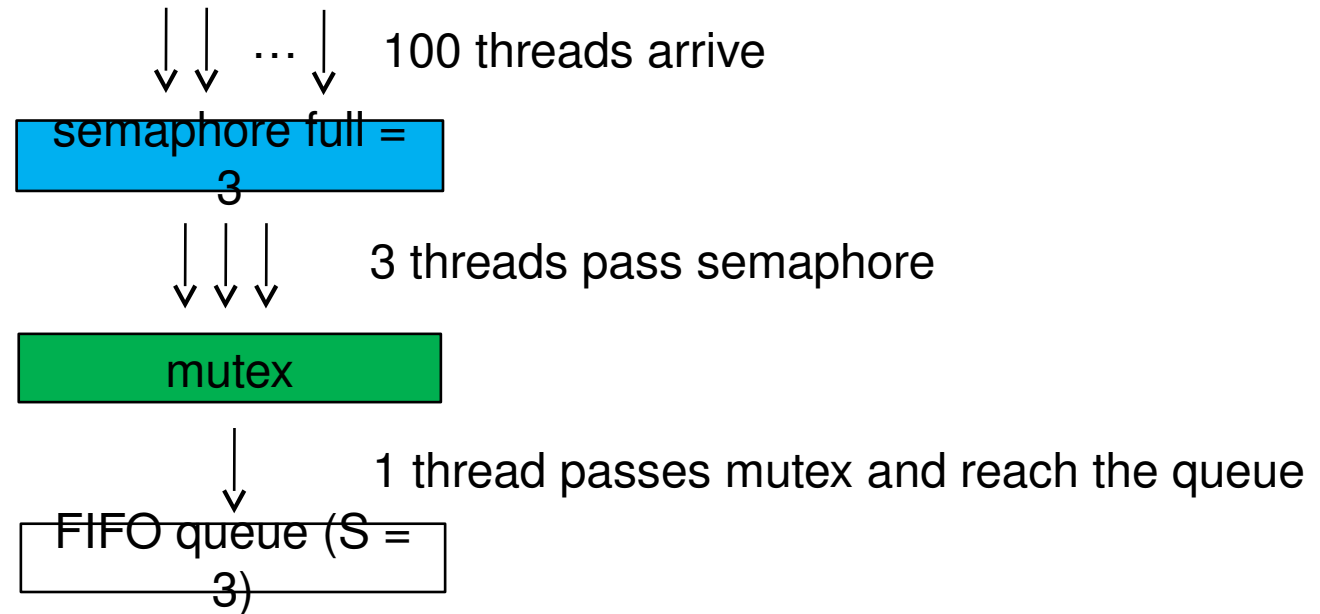 ... 100 threads arrive
semaphore full =
3
3 threads pass semaphore
mutex
1 thread passes mutex and reach the queue
FIFO queue (S =
3)